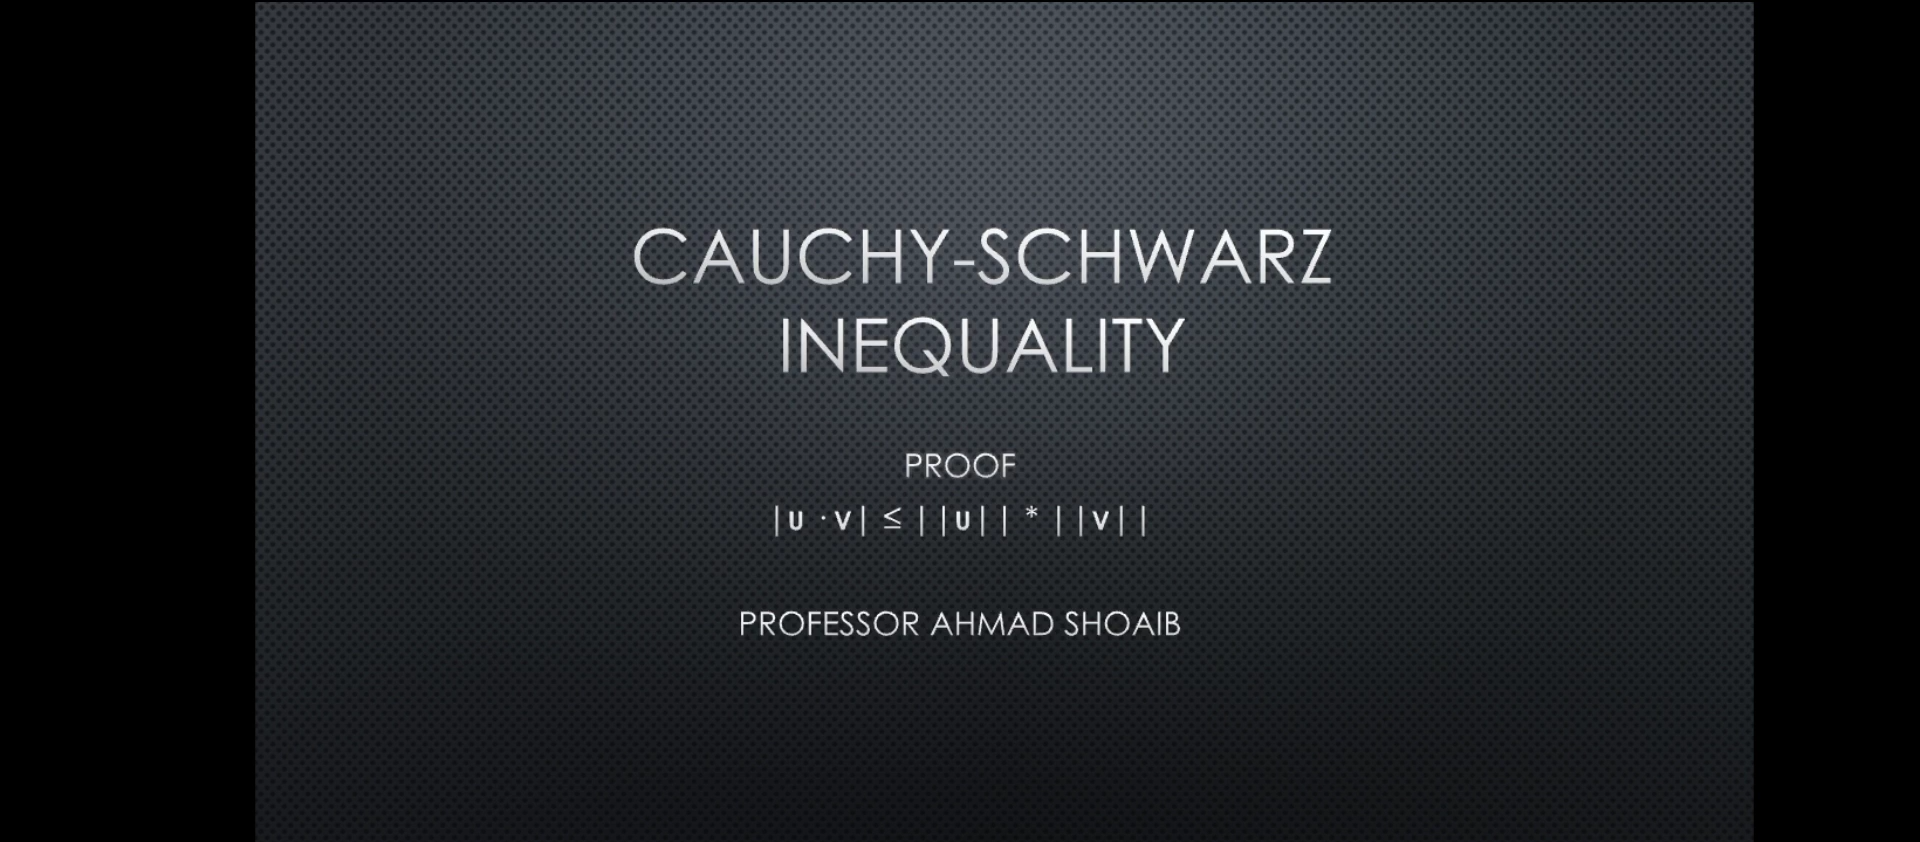 CAUCHY-SCHWARZ
INEQUALITY
PROOF
|U · V| ≤ ||U|| * ||V||
PROFESSOR AHMAD SHOAIB